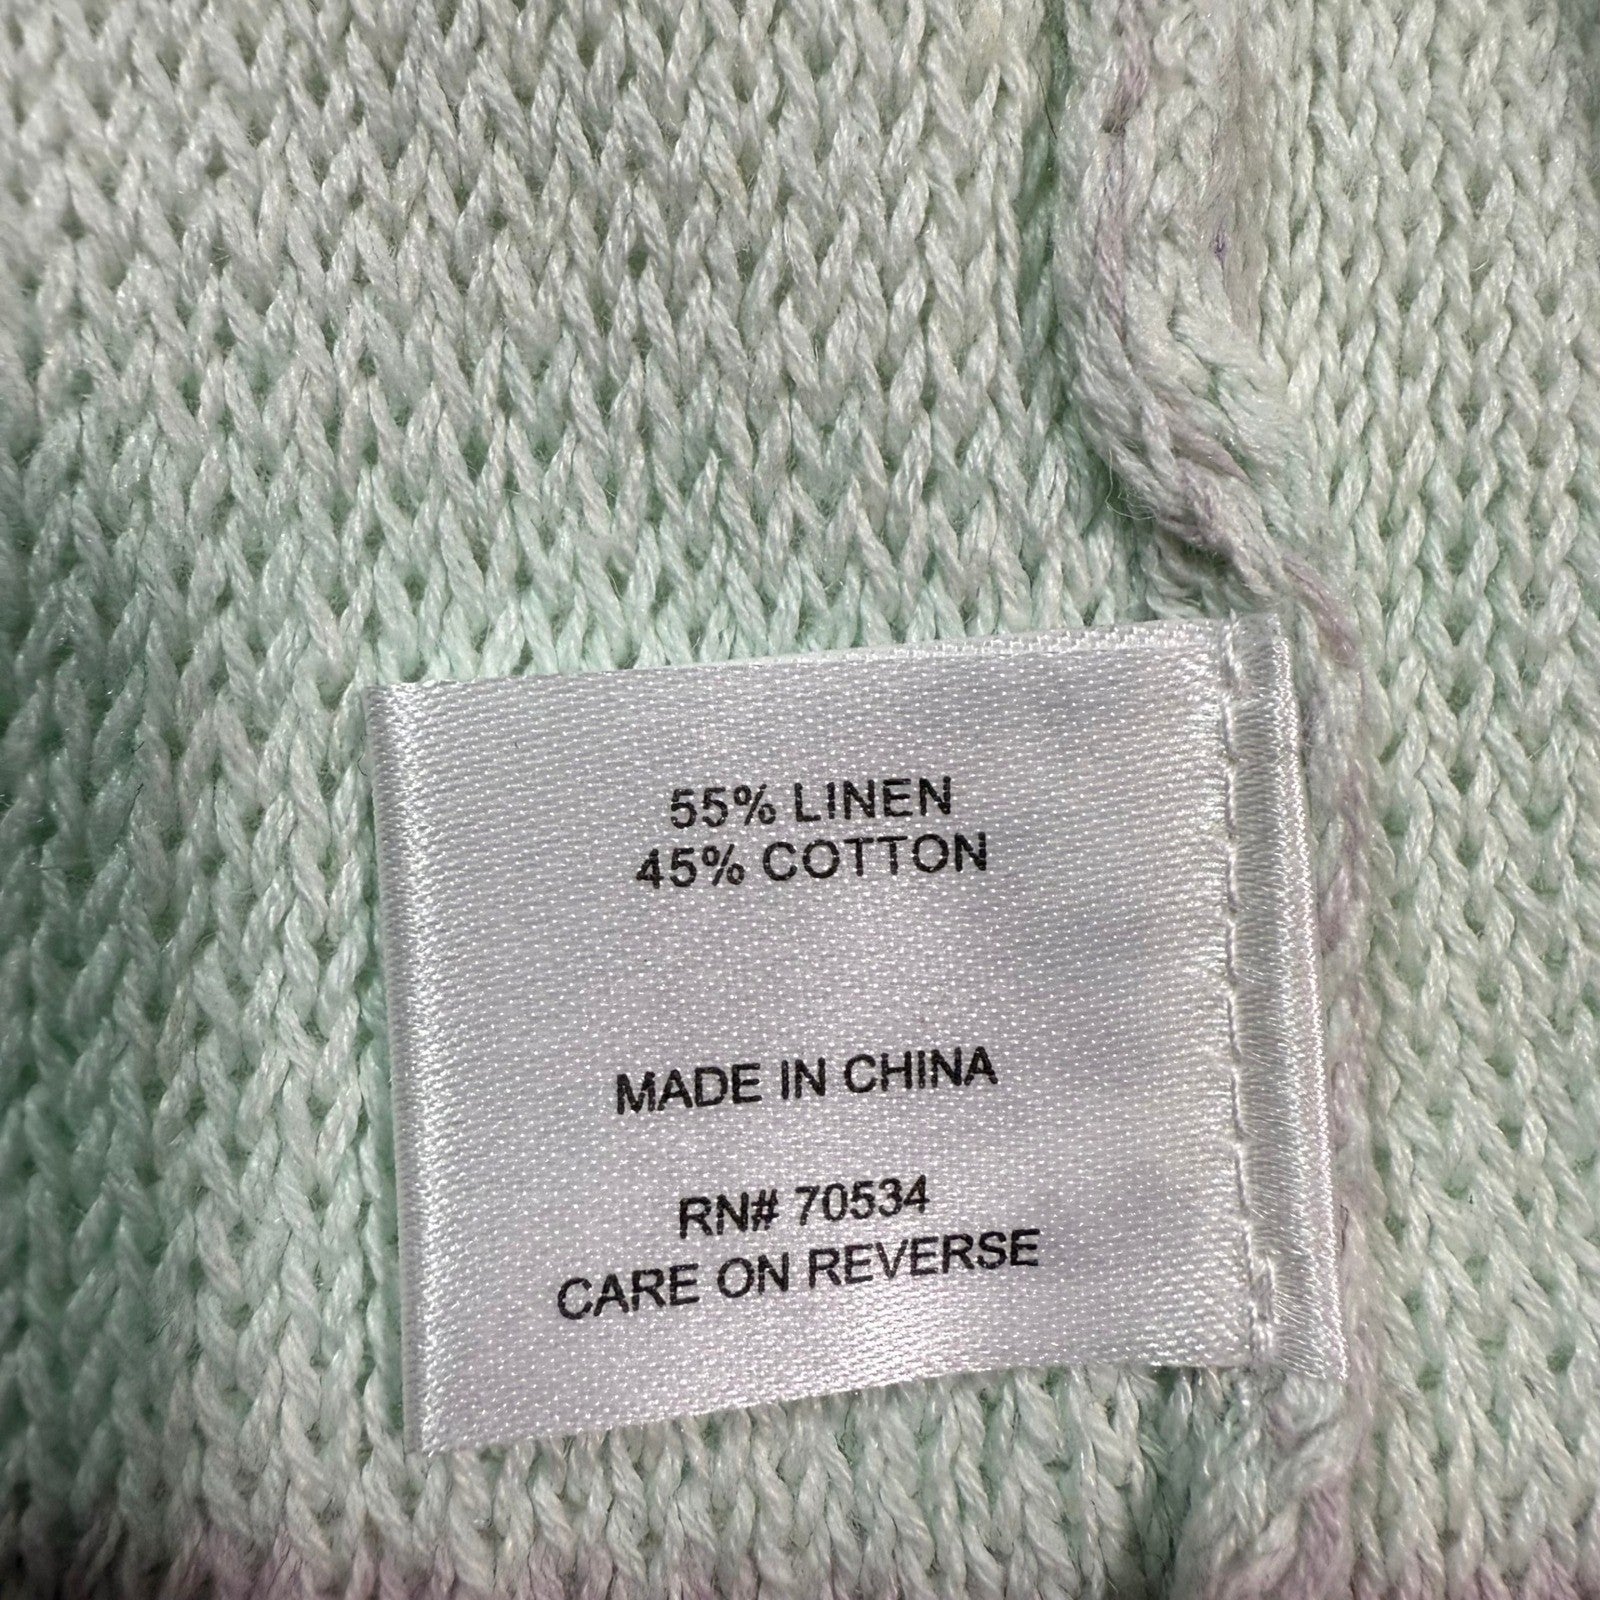 55% LINEN
45% COTTON
MADE IN CHINA
RN# 70534
CARE ON REVERSE